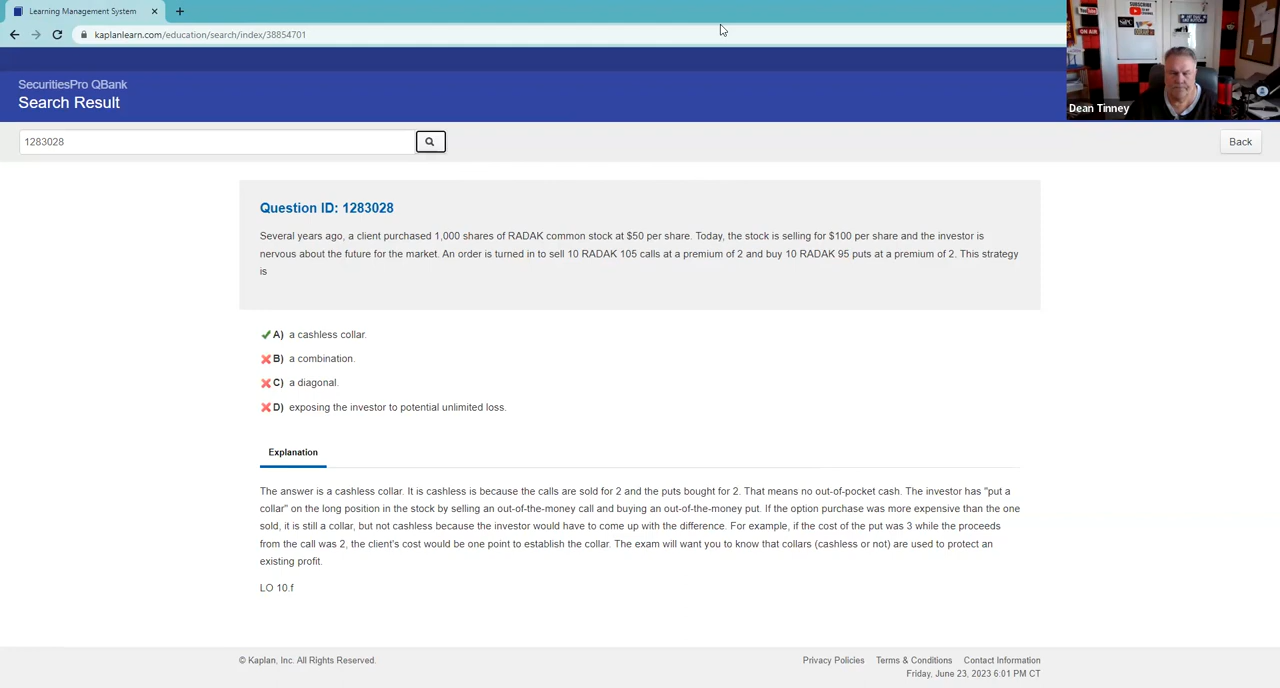 Learning Management System
kaplanlearn.com/education/search/index/38854701
SecuritiesPro QBank
Search Result
1283028
Back
Dean Tinney
SUBSCRIBE
ON AIR
Question ID: 1283028
Several years ago, a client purchased 1,000 shares of RADAK common stock at $50 per share. Today, the stock is selling for $100 per share and the investor is
nervous about the future for the market. An order is turned in to sell 10 RADAK 105 calls at a premium of 2 and buy 10 RADAK 95 puts at a premium of 2. This strategy
is
A) a cashless collar.
B) a combination.
C) a diagonal.
D) exposing the investor to potential unlimited loss.
Explanation
The answer is a cashless collar. It is cashless is because the calls are sold for 2 and the puts bought for 2. That means no out-of-pocket cash. The investor has "put a
collar" on the long position in the stock by selling an out-of-the-money call and buying an out-of-the-money put. If the option purchase was more expensive than the one
sold, it is still a collar, but not cashless because the investor would have to come up with the difference. For example, if the cost of the put was 3 while the proceeds
from the call was 2, the client's cost would be one point to establish the collar. The exam will want you to know that collars (cashless or not) are used to protect an
existing profit.
LO 10.f
© Kaplan, Inc. All Rights Reserved.
Privacy Policies Terms & Conditions Contact Information
Friday, June 23, 2023 6:01 PM CT